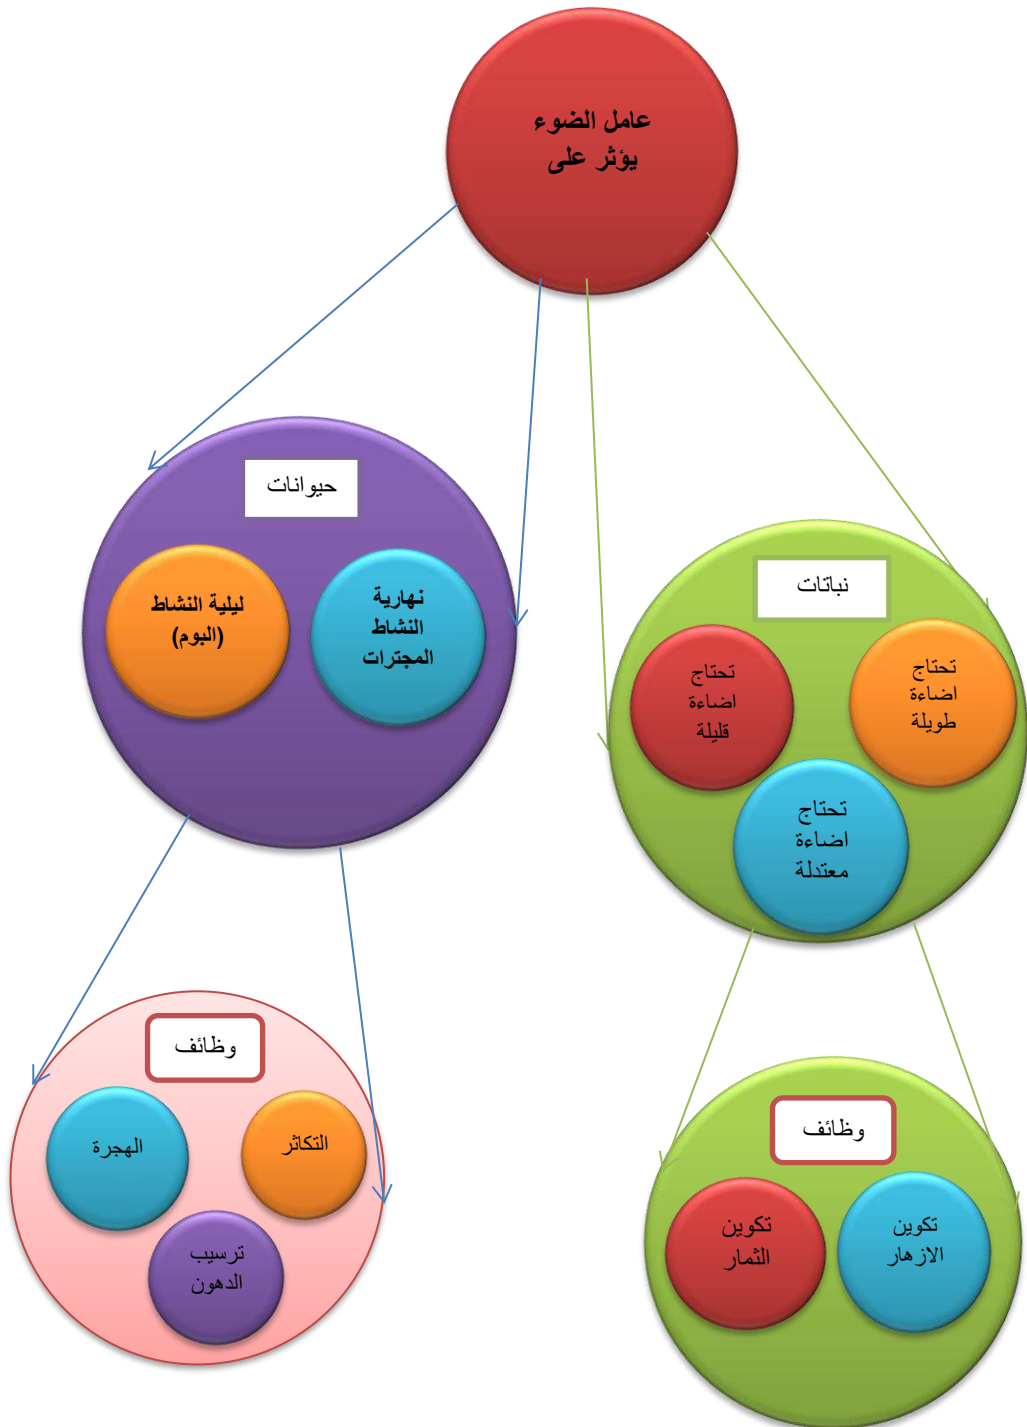 عامل الضوء
يؤثر على
حيوانات
نهارية
النشاط
المجترات
ليلية النشاط
(البوم)
نباتات
تحتاج
اضاءة
طويلة
تحتاج
اضاءة
قليلة
تحتاج
اضاءة
معتدلة
وظائف
التكاثر
الهجرة
ترسيب
الدهون
وظائف
تكوين
الازهار
تكوين
الثمار